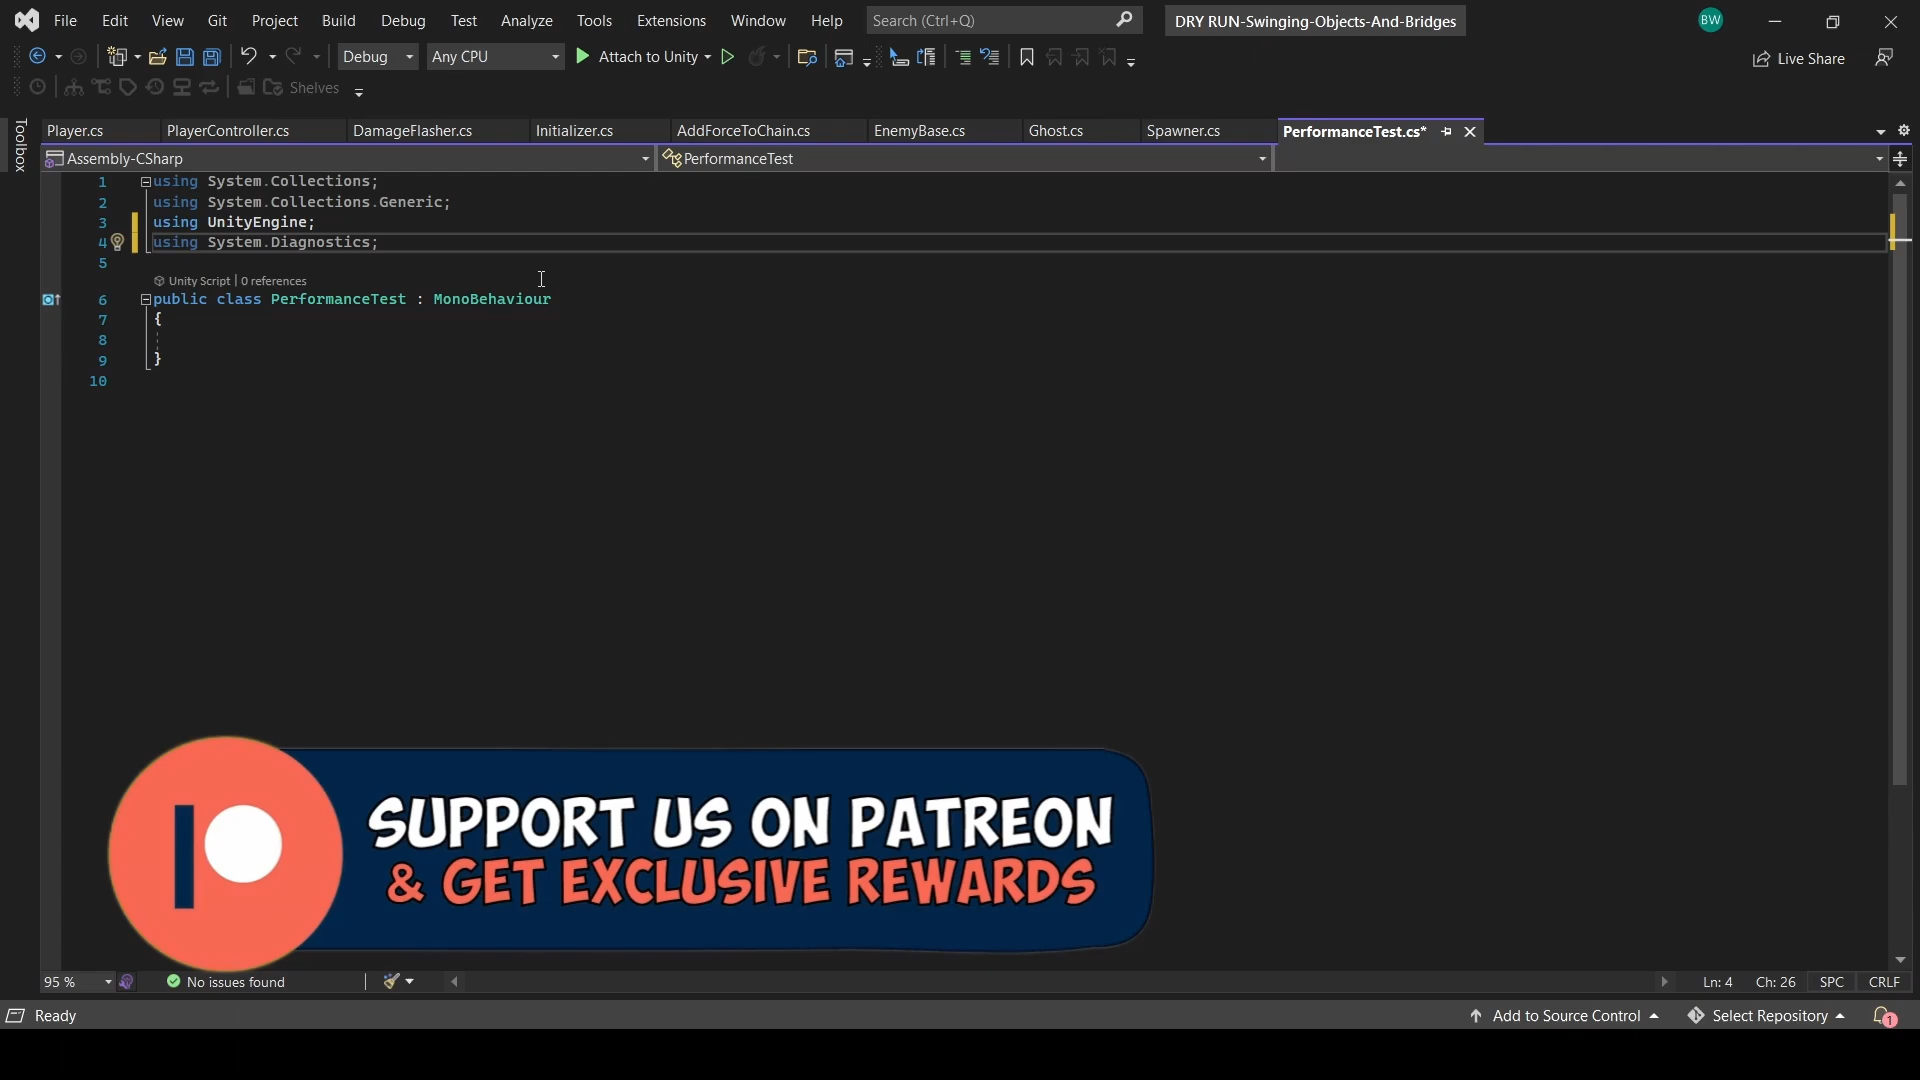 File Edit View Git Project Build Debug Test Analyze Tools Extensions Window Help Search (Ctrl+Q) DRY RUN-Swinging-Objects-And-Bridges BW
Debug Any CPU Attach to Unity Live Share
Shelves
Toolbox
Player.cs PlayerController.cs DamageFlasher.cs Initializer.cs AddForceToChain.cs EnemyBase.cs Ghost.cs Spawner.cs PerformanceTest.cs*
Assembly-CSharp PerformanceTest
1 using System.Collections;
2 using System.Collections.Generic;
3 using UnityEngine;
4 using System.Diagnostics;
5
Unity Script | 0 references
6 public class PerformanceTest : MonoBehaviour
7 {
8
9 }
10
SUPPORT US ON PATREON
& GET EXCLUSIVE REWARDS
95 % No issues found Ln: 4 Ch: 26 SPC CRLF
Ready Add to Source Control Select Repository 1